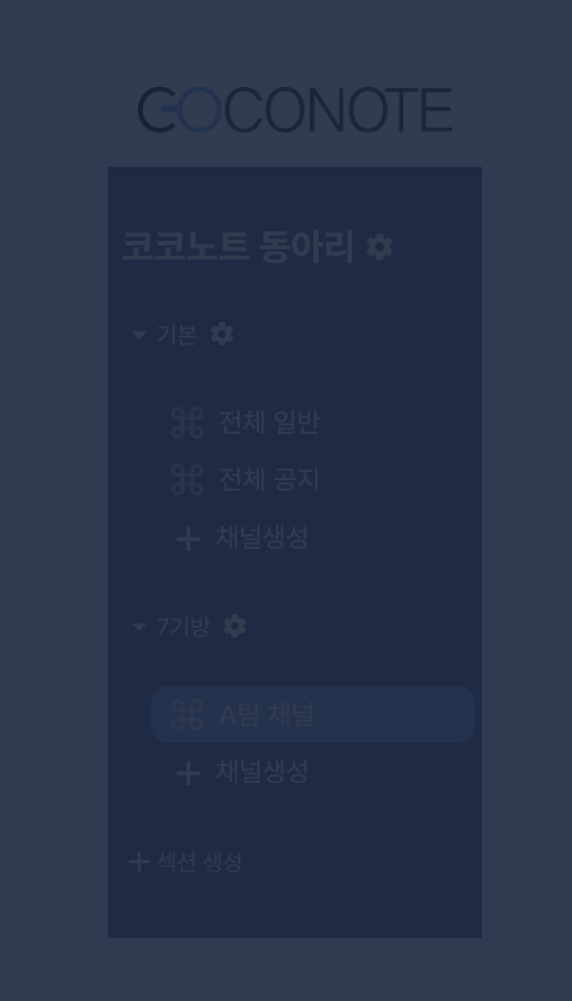 COCONOTE
코코노트 동아리
기본
전체 일반
전체 공지
채널생성
7기방
A팀 채널
채널생성
섹션 생성